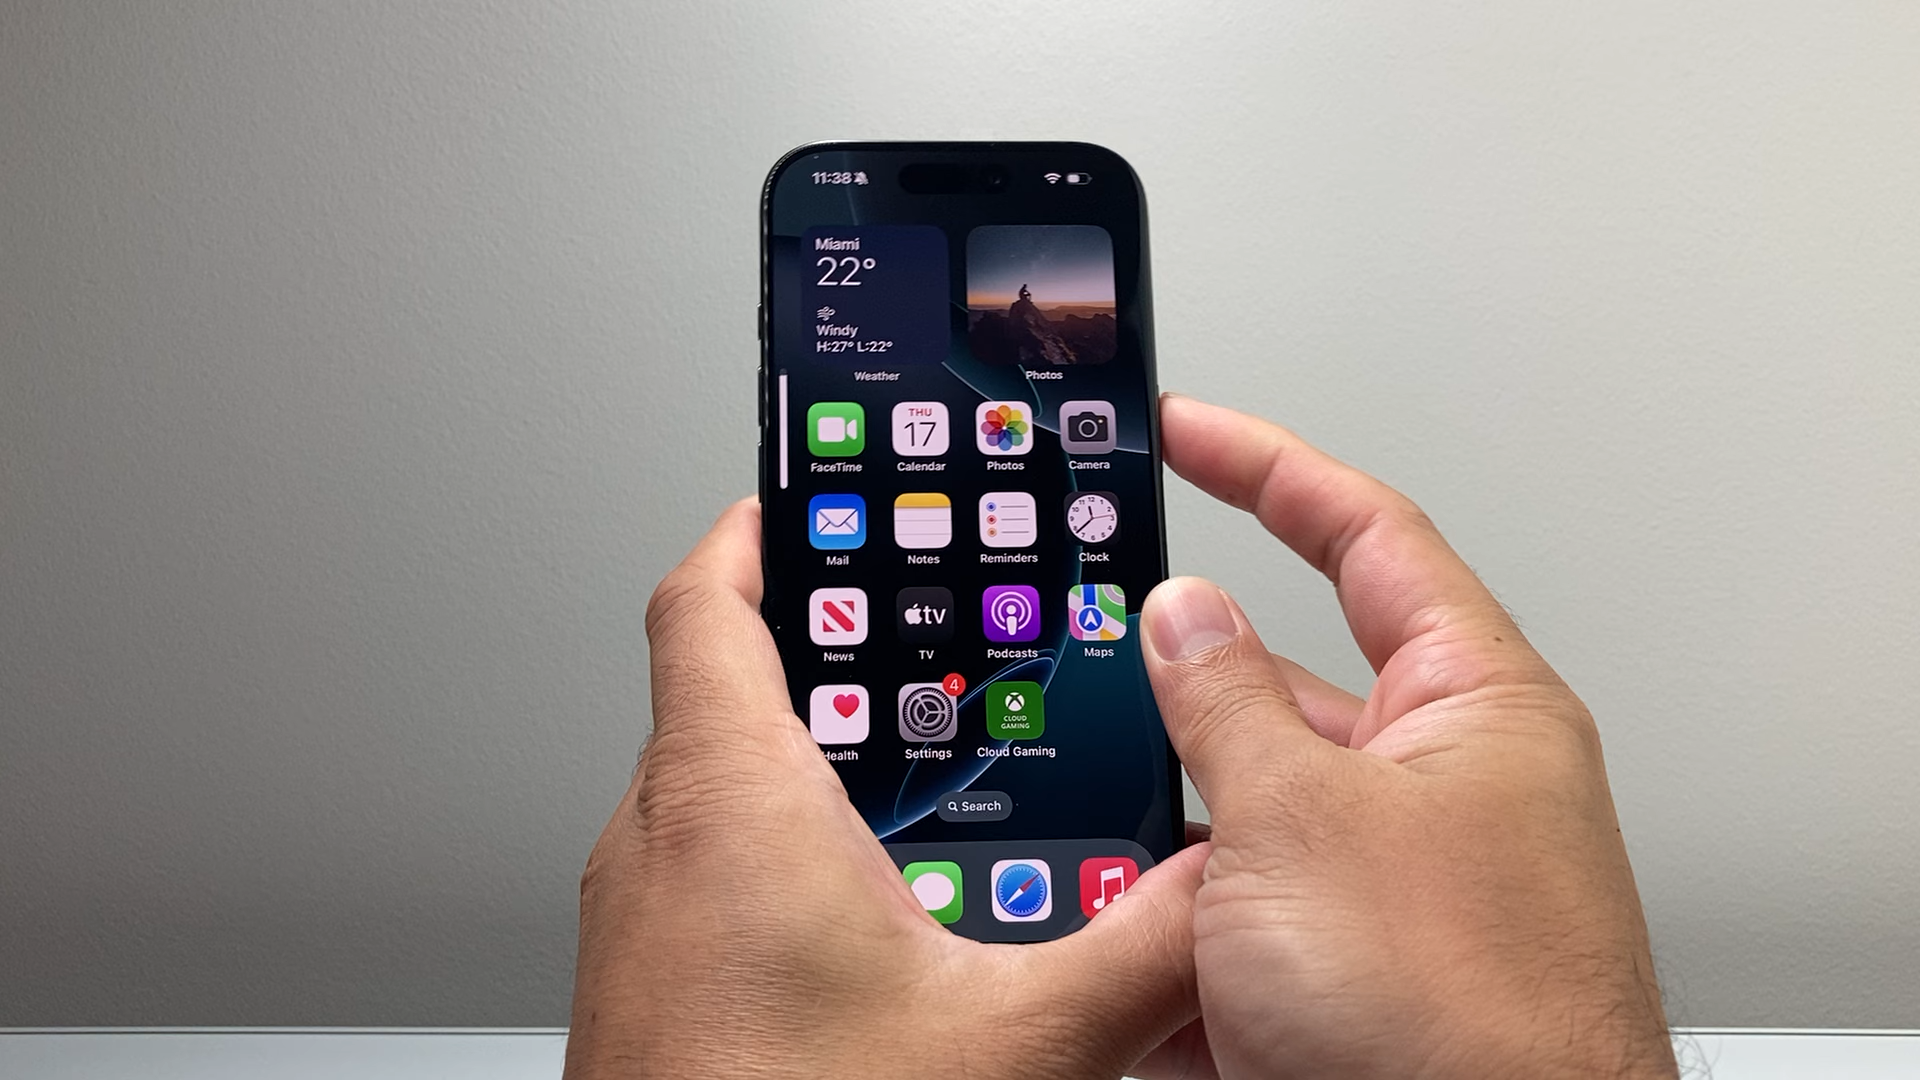 11:38
Miami
22°
Windy
H:27° L:22°
Weather
Photos
THU
17
FaceTime
Calendar
Photos
Camera
Mail
Notes
Reminders
Clock
tv
News
TV
Podcasts
Maps
4
CLOUD
GAMING
Health
Settings
Cloud Gaming
Search